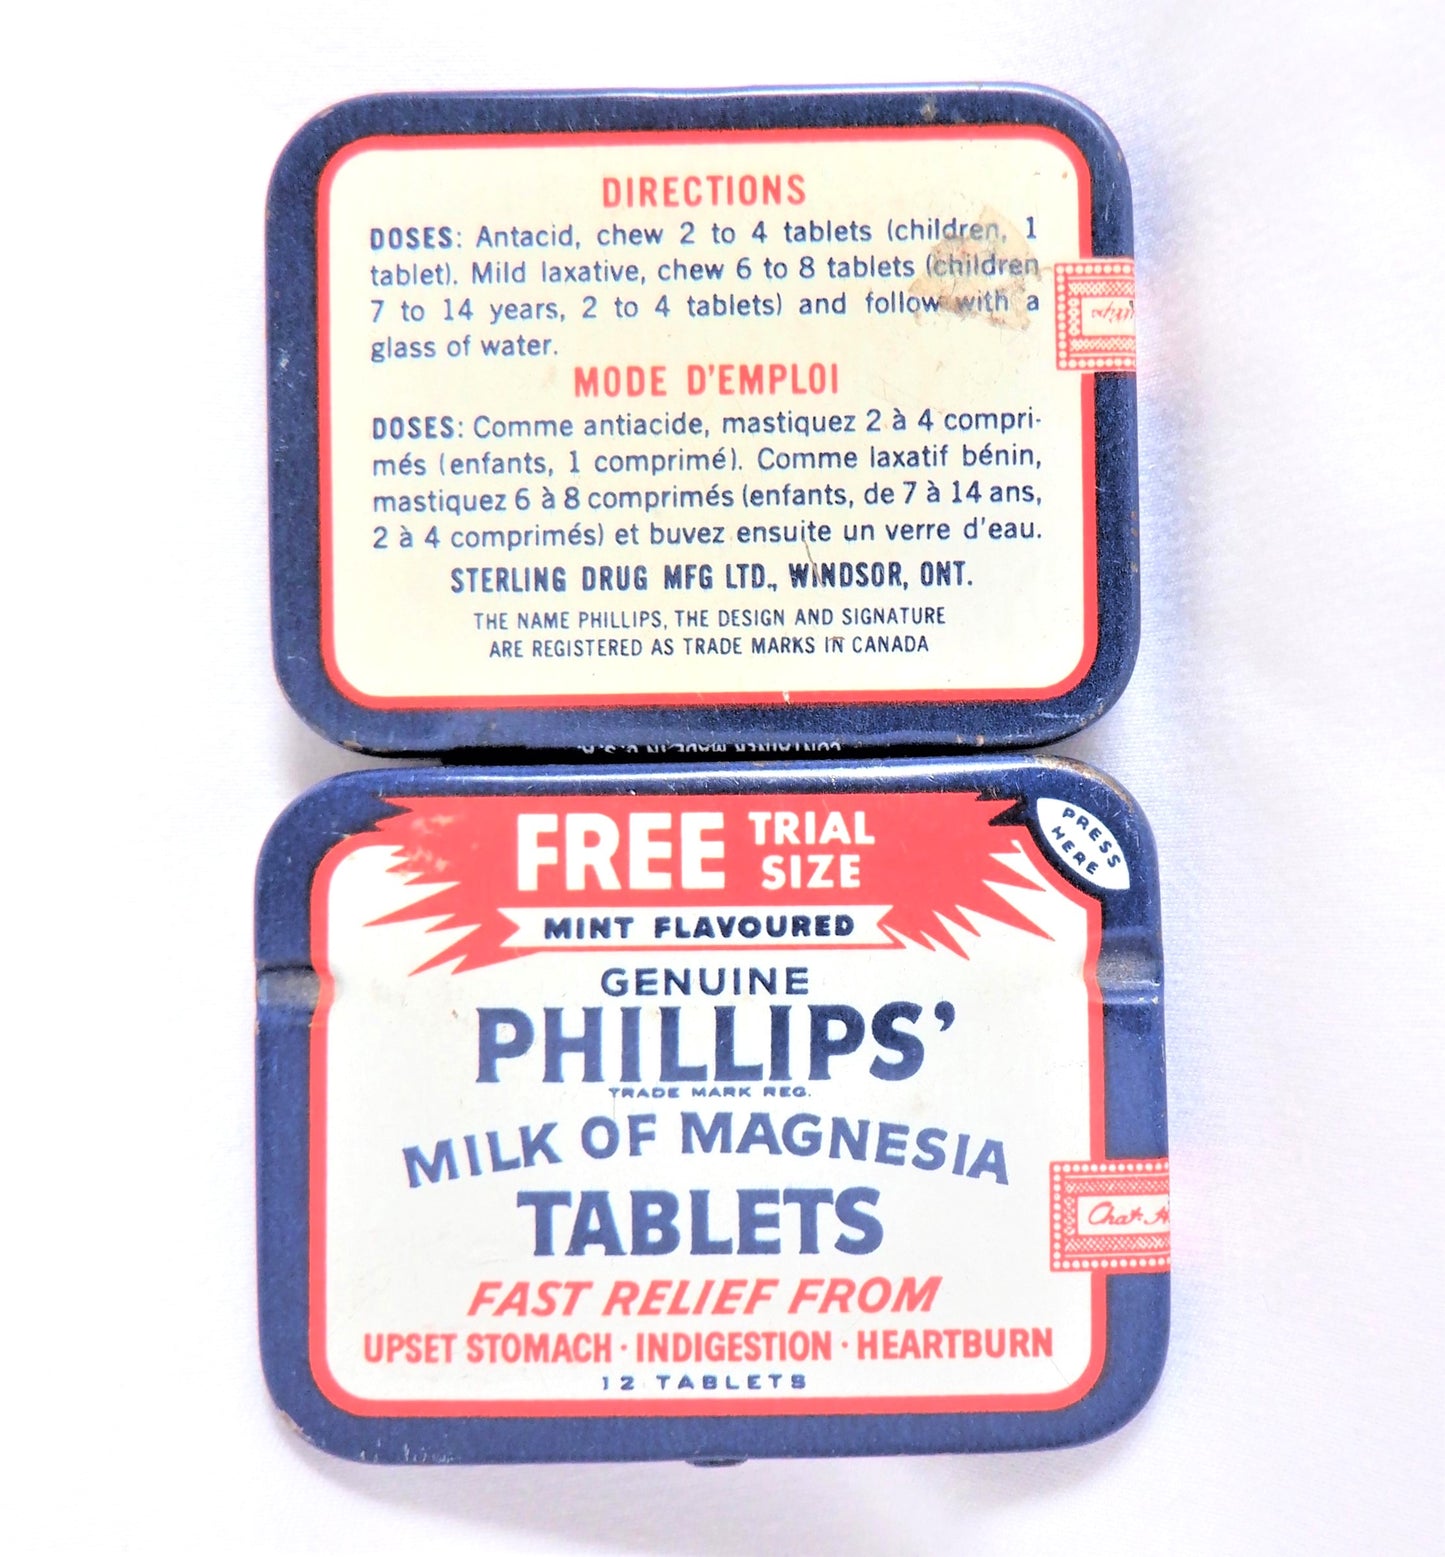 DIRECTIONS
DOSES: Antacid, chew 2 to 4 tablets (children, 1
tablet). Mild laxative, chew 6 to 8 tablets (children
7 to 14 years, 2 to 4 tablets) and follow with a
glass of water.
MODE D'EMPLOI
DOSES: Comme antiacide, mastiquez 2 à 4 compri-
més (enfants, 1 comprimé). Comme laxatif bénin,
mastiquez 6 à 8 comprimés (enfants, de 7 à 14 ans,
2 à 4 comprimés) et buvez ensuite un verre d'eau.
STERLING DRUG MFG LTD., WINDSOR, ONT.
THE NAME PHILLIPS, THE DESIGN AND SIGNATURE
ARE REGISTERED AS TRADE MARKS IN CANADA
CONTAINER MADE IN U.S.A.
FREE TRIAL SIZE
PRESS HERE
MINT FLAVOURED
GENUINE
PHILLIPS'
TRADE MARK REG.
MILK OF MAGNESIA
TABLETS
Chat. H
FAST RELIEF FROM
UPSET STOMACH · INDIGESTION · HEARTBURN
12 TABLETS